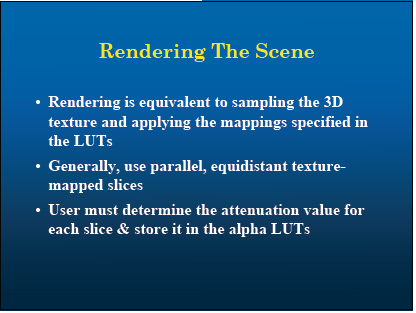 Rendering The Scene
• Rendering is equivalent to sampling the 3D
texture and applying the mappings specified in
the LUTs
• Generally, use parallel, equidistant texture-
mapped slices
• User must determine the attenuation value for
each slice & store it in the alpha LUTs